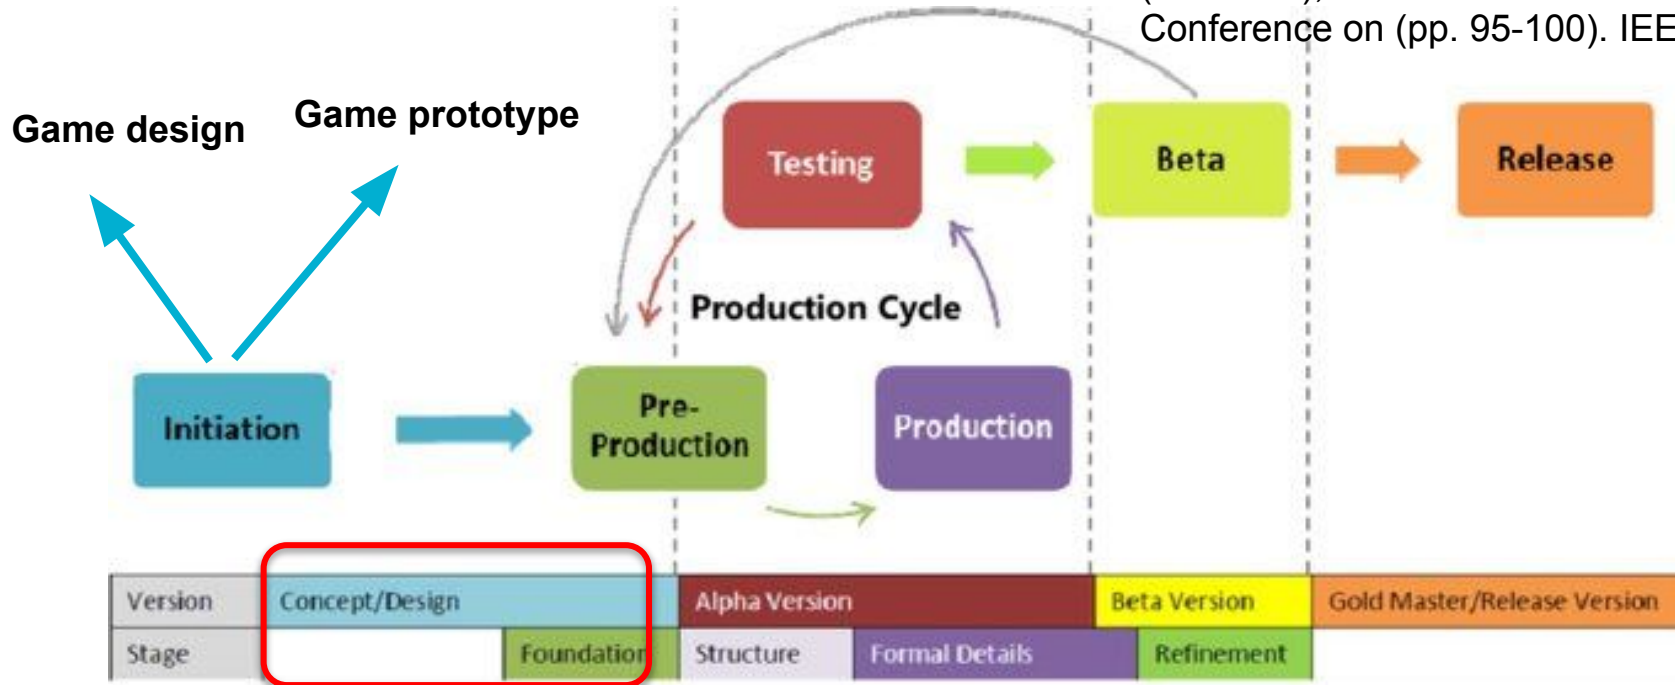 Conference on (pp. 95-100). IEE
Game design
Game prototype
Testing
Beta
Release
Production Cycle
Initiation
Pre-
Production
Production
Version
Concept/Design
Alpha Version
Beta Version
Gold Master/Release Version
Stage
Foundation
Structure
Formal Details
Refinement